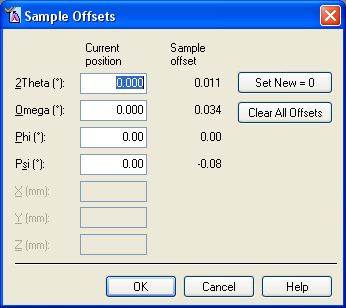 Sample Offsets
Current position
Sample offset
2Theta (°): 0.000 0.011 Set New = 0
Omega (°): 0.000 0.034 Clear All Offsets
Phi (°): 0.00 0.00
Psi (°): 0.00 -0.08
X (mm):
Y (mm):
Z (mm):
OK Cancel Help